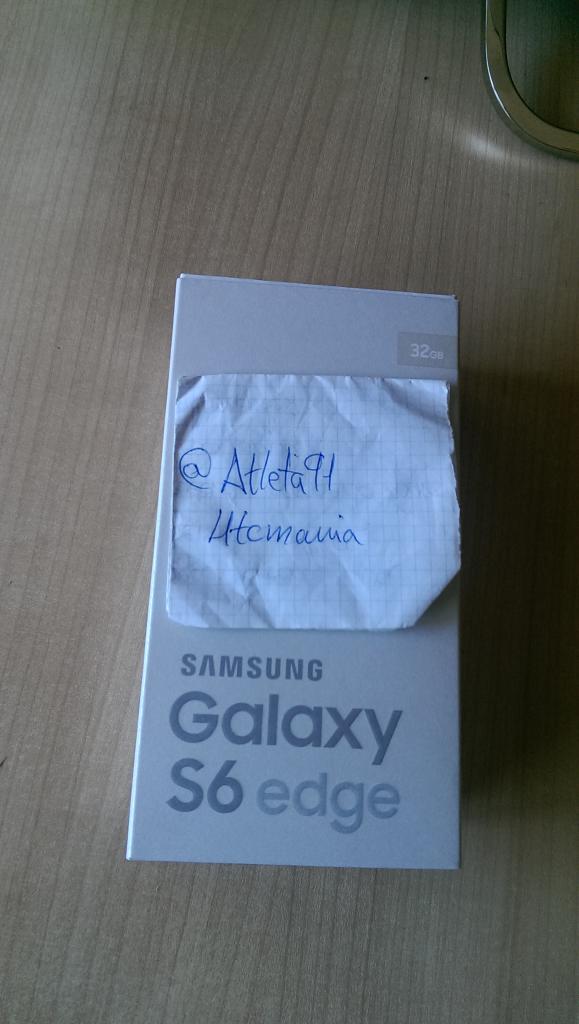 32GB
@Atleta91
Htcmania
SAMSUNG
Galaxy
S6 edge